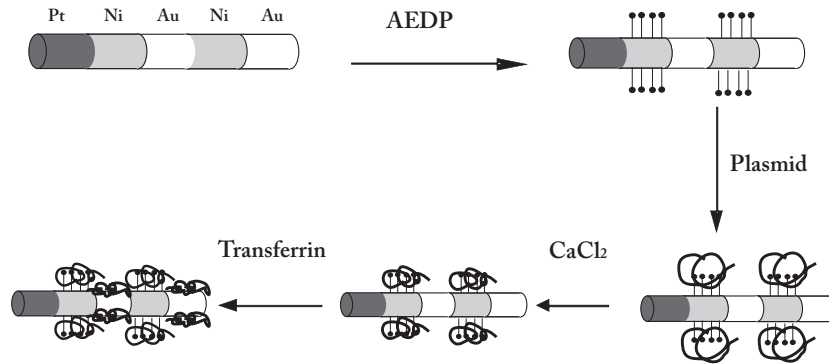 Pt Ni Au Ni Au
AEDP
Plasmid
Transferrin
CaCl₂